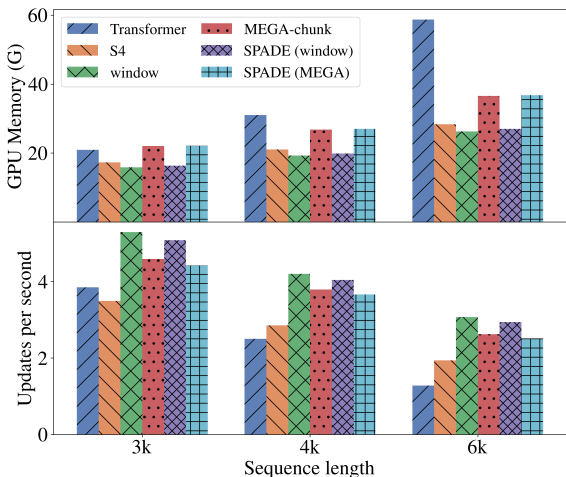 60
40
20
GPU Memory (G)
Transformer
S4
window
MEGA-chunk
SPADE (window)
SPADE (MEGA)
4
2
0
Updates per second
3k
4k
6k
Sequence length